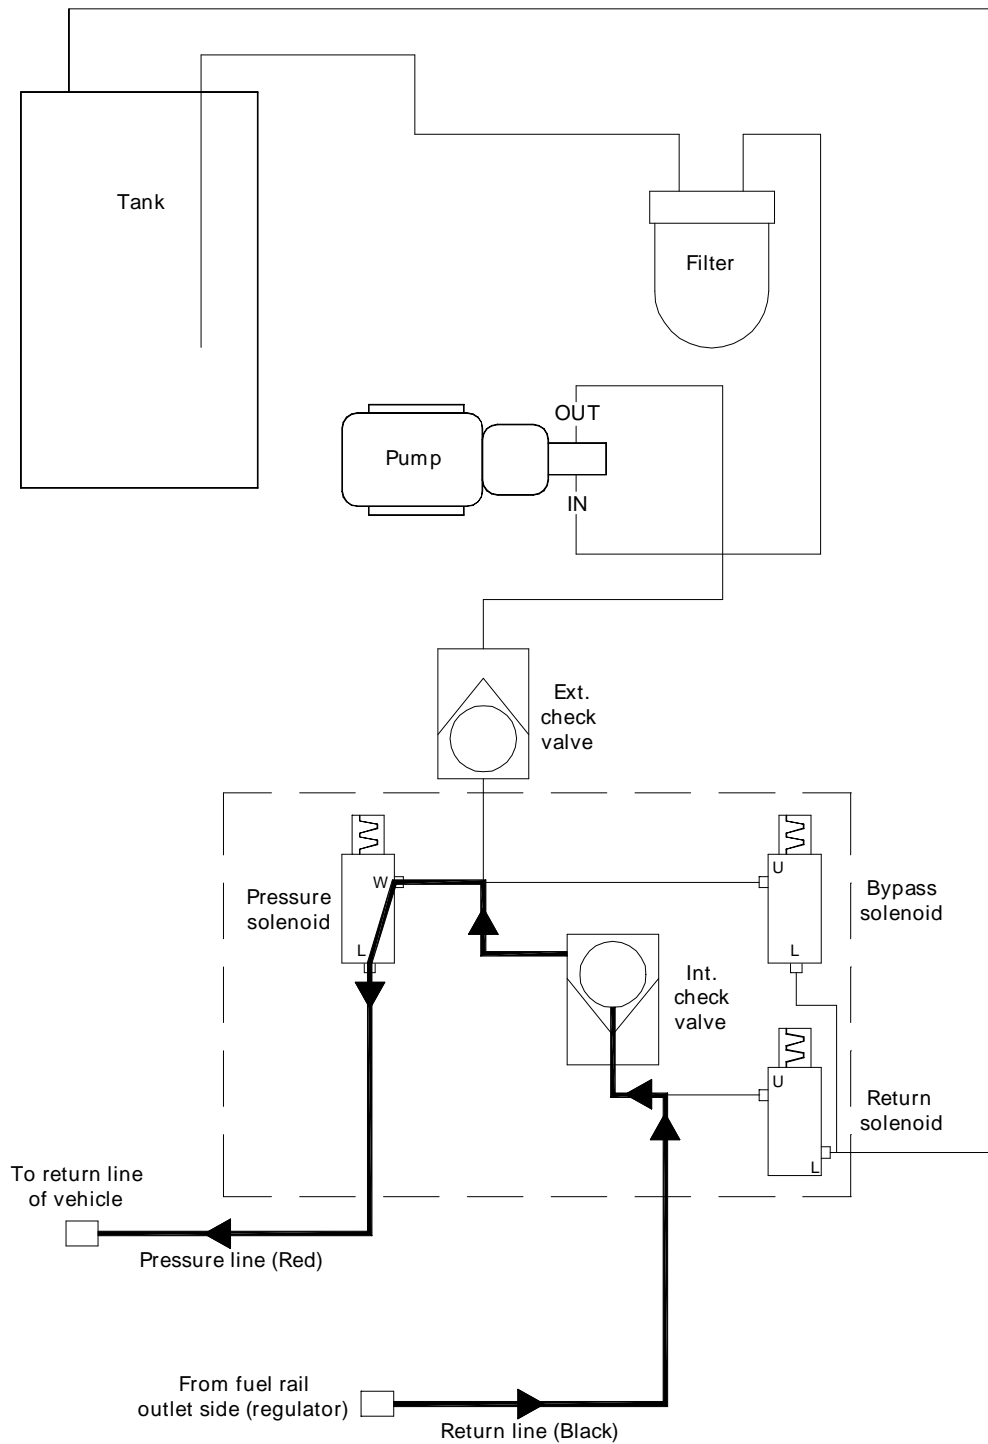 Tank
Filter
OUT
Pump
IN
Ext.
check
valve
Pressure
solenoid
W
L
U
L
Bypass
solenoid
Int.
check
valve
U
L
Return
solenoid
To return line
of vehicle
Pressure line (Red)
From fuel rail
outlet side (regulator)
Return line (Black)